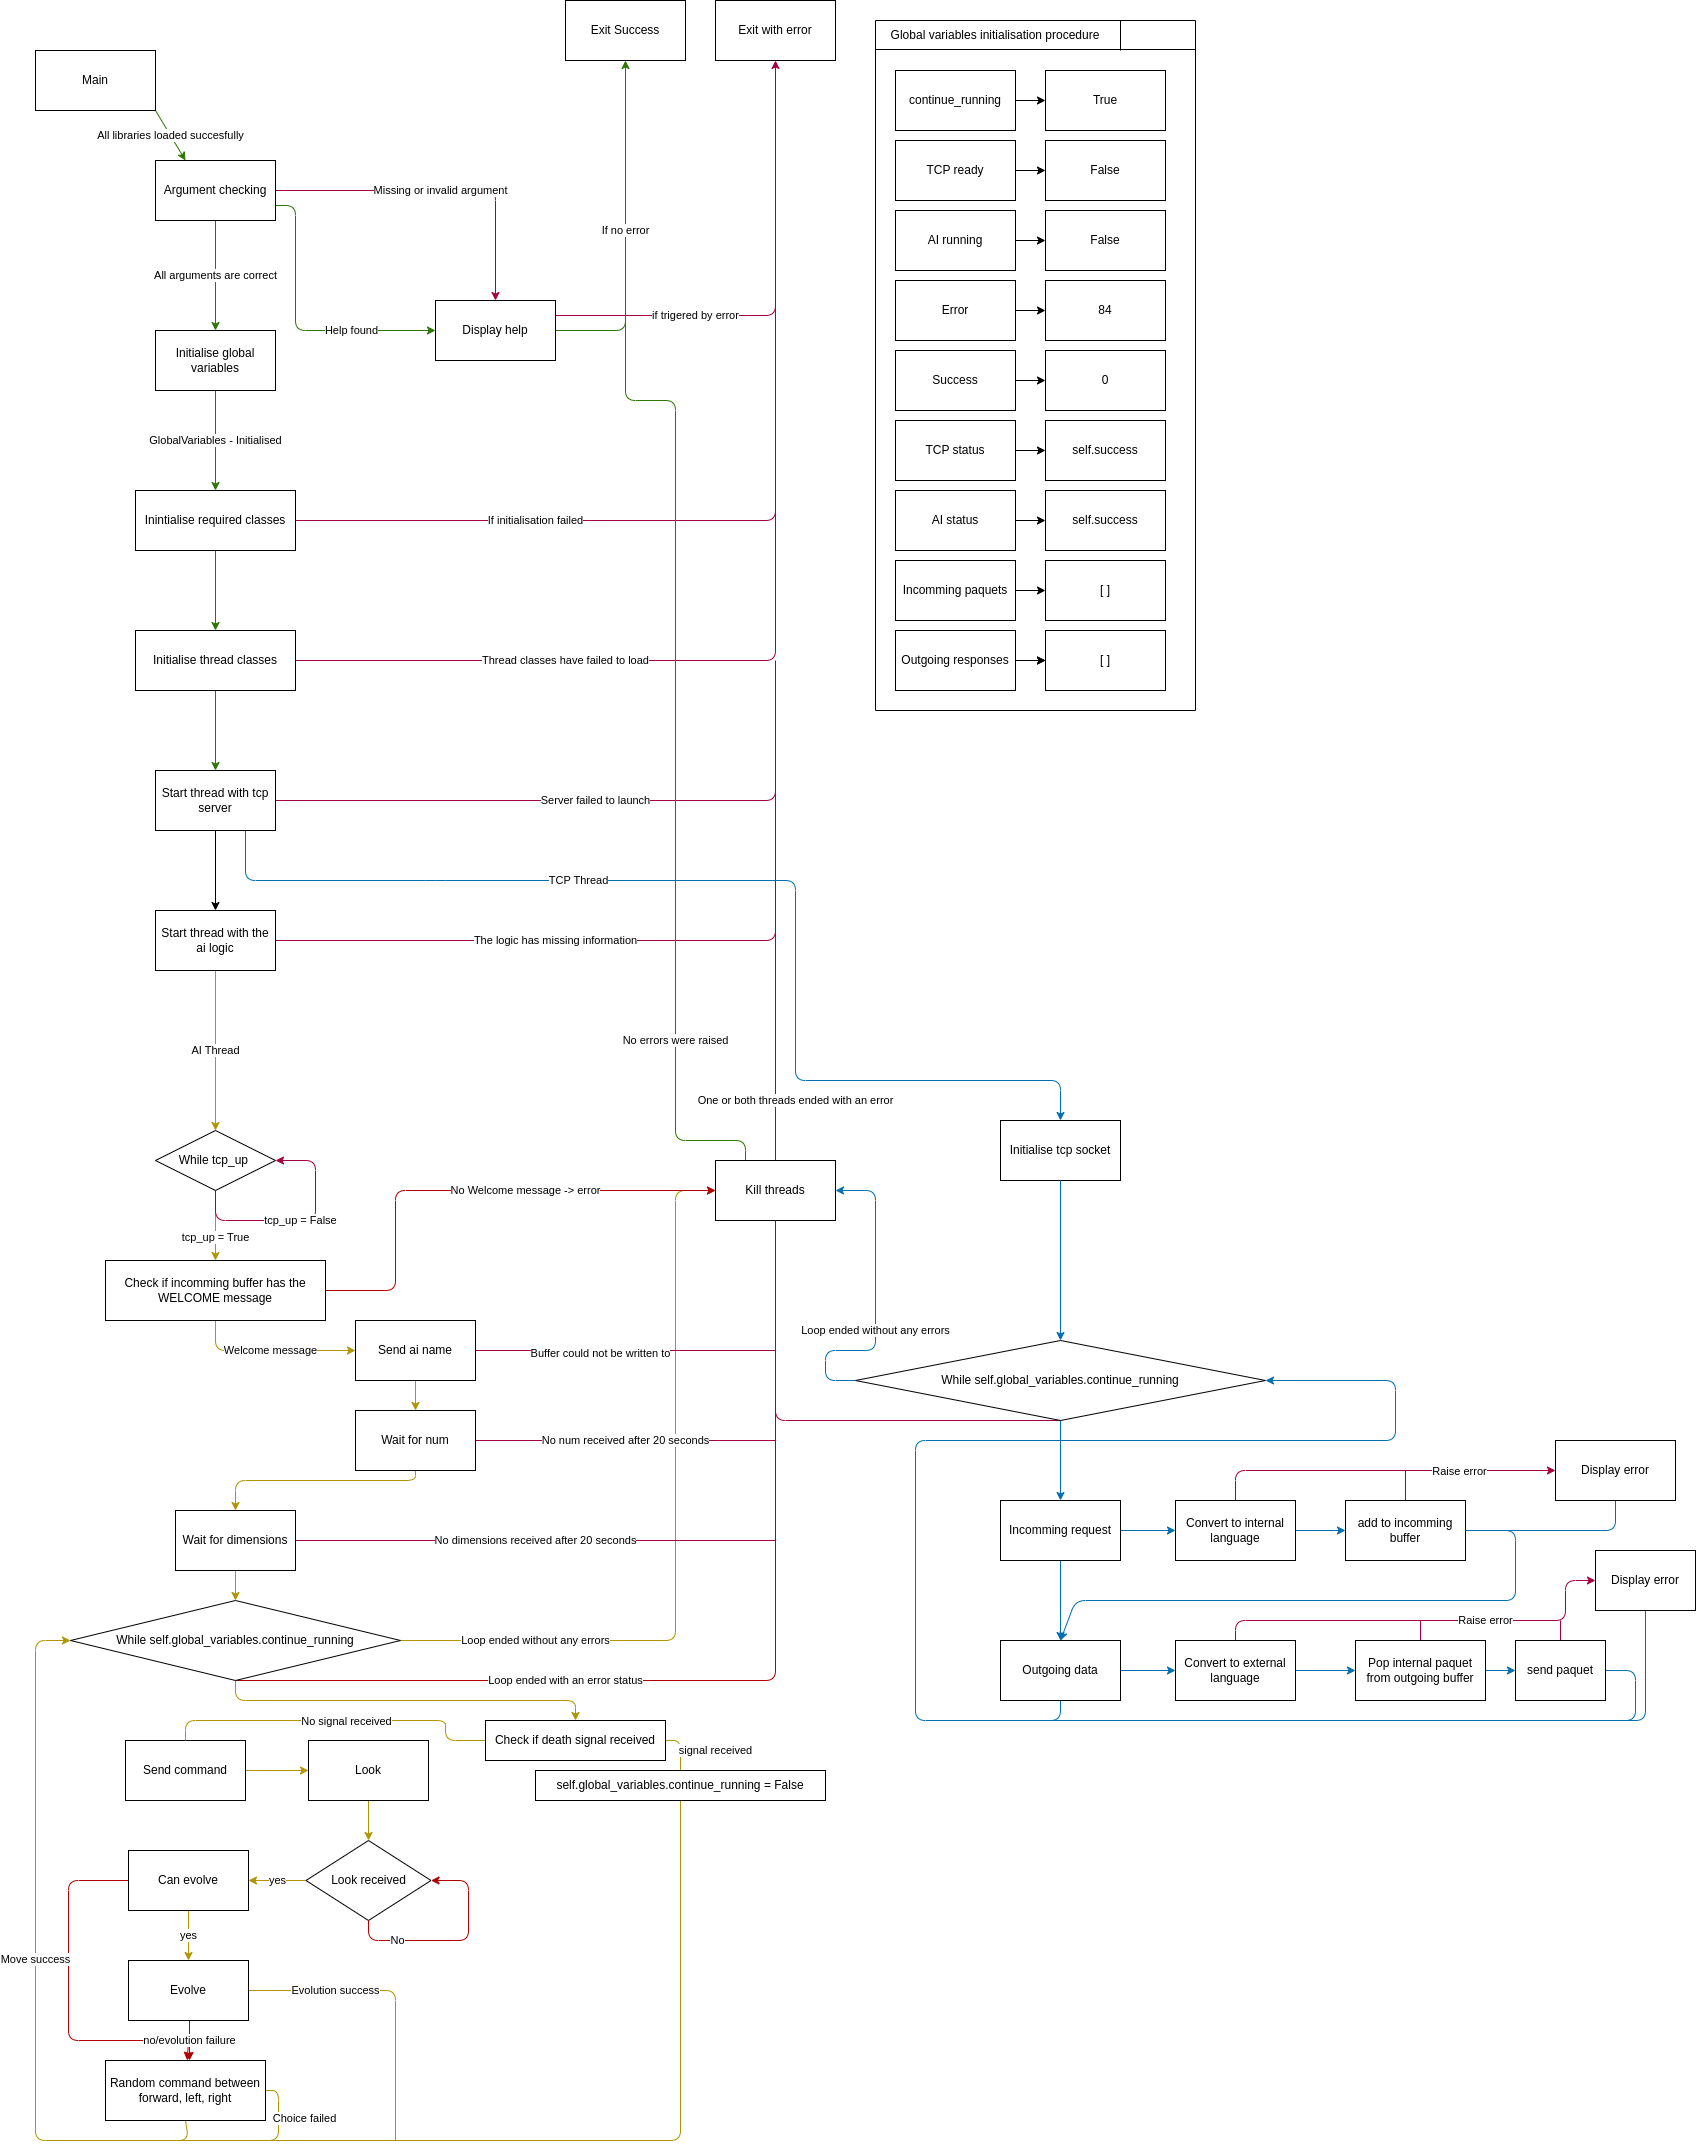 Exit Success
Exit with error
Global variables initialisation procedure
Main
continue_running
True
All libraries loaded succesfully
TCP ready
False
Argument checking
Missing or invalid argument
If no error
AI running
False
All arguments are correct
Error
84
if trigered by error
Help found
Display help
Initialise global
variables
Success
0
GlobalVariables - Initialised
TCP status
self.success
Inintialise required classes
If initialisation failed
AI status
self.success
Incomming paquets
[ ]
Initialise thread classes
Thread classes have failed to load
Outgoing responses
[ ]
Start thread with tcp
server
Server failed to launch
TCP Thread
Start thread with the
ai logic
The logic has missing information
AI Thread
No errors were raised
One or both threads ended with an error
Initialise tcp socket
While tcp_up
Kill threads
No Welcome message -> error
tcp_up = False
tcp_up = True
Check if incomming buffer has the
WELCOME message
Loop ended without any errors
Welcome message
Send ai name
Buffer could not be written to
While self.global_variables.continue_running
Wait for num
No num received after 20 seconds
Raise error
Display error
Incomming request
Convert to internal
language
add to incomming
buffer
Wait for dimensions
No dimensions received after 20 seconds
Display error
Raise error
While self.global_variables.continue_running
Loop ended without any errors
Outgoing data
Convert to external
language
Pop internal paquet
from outgoing buffer
send paquet
Loop ended with an error status
No signal received
Check if death signal received
signal received
Send command
Look
self.global_variables.continue_running = False
Can evolve
yes
Look received
yes
No
Move success
Evolve
Evolution success
no/evolution failure
Random command between
forward, left, right
Choice failed